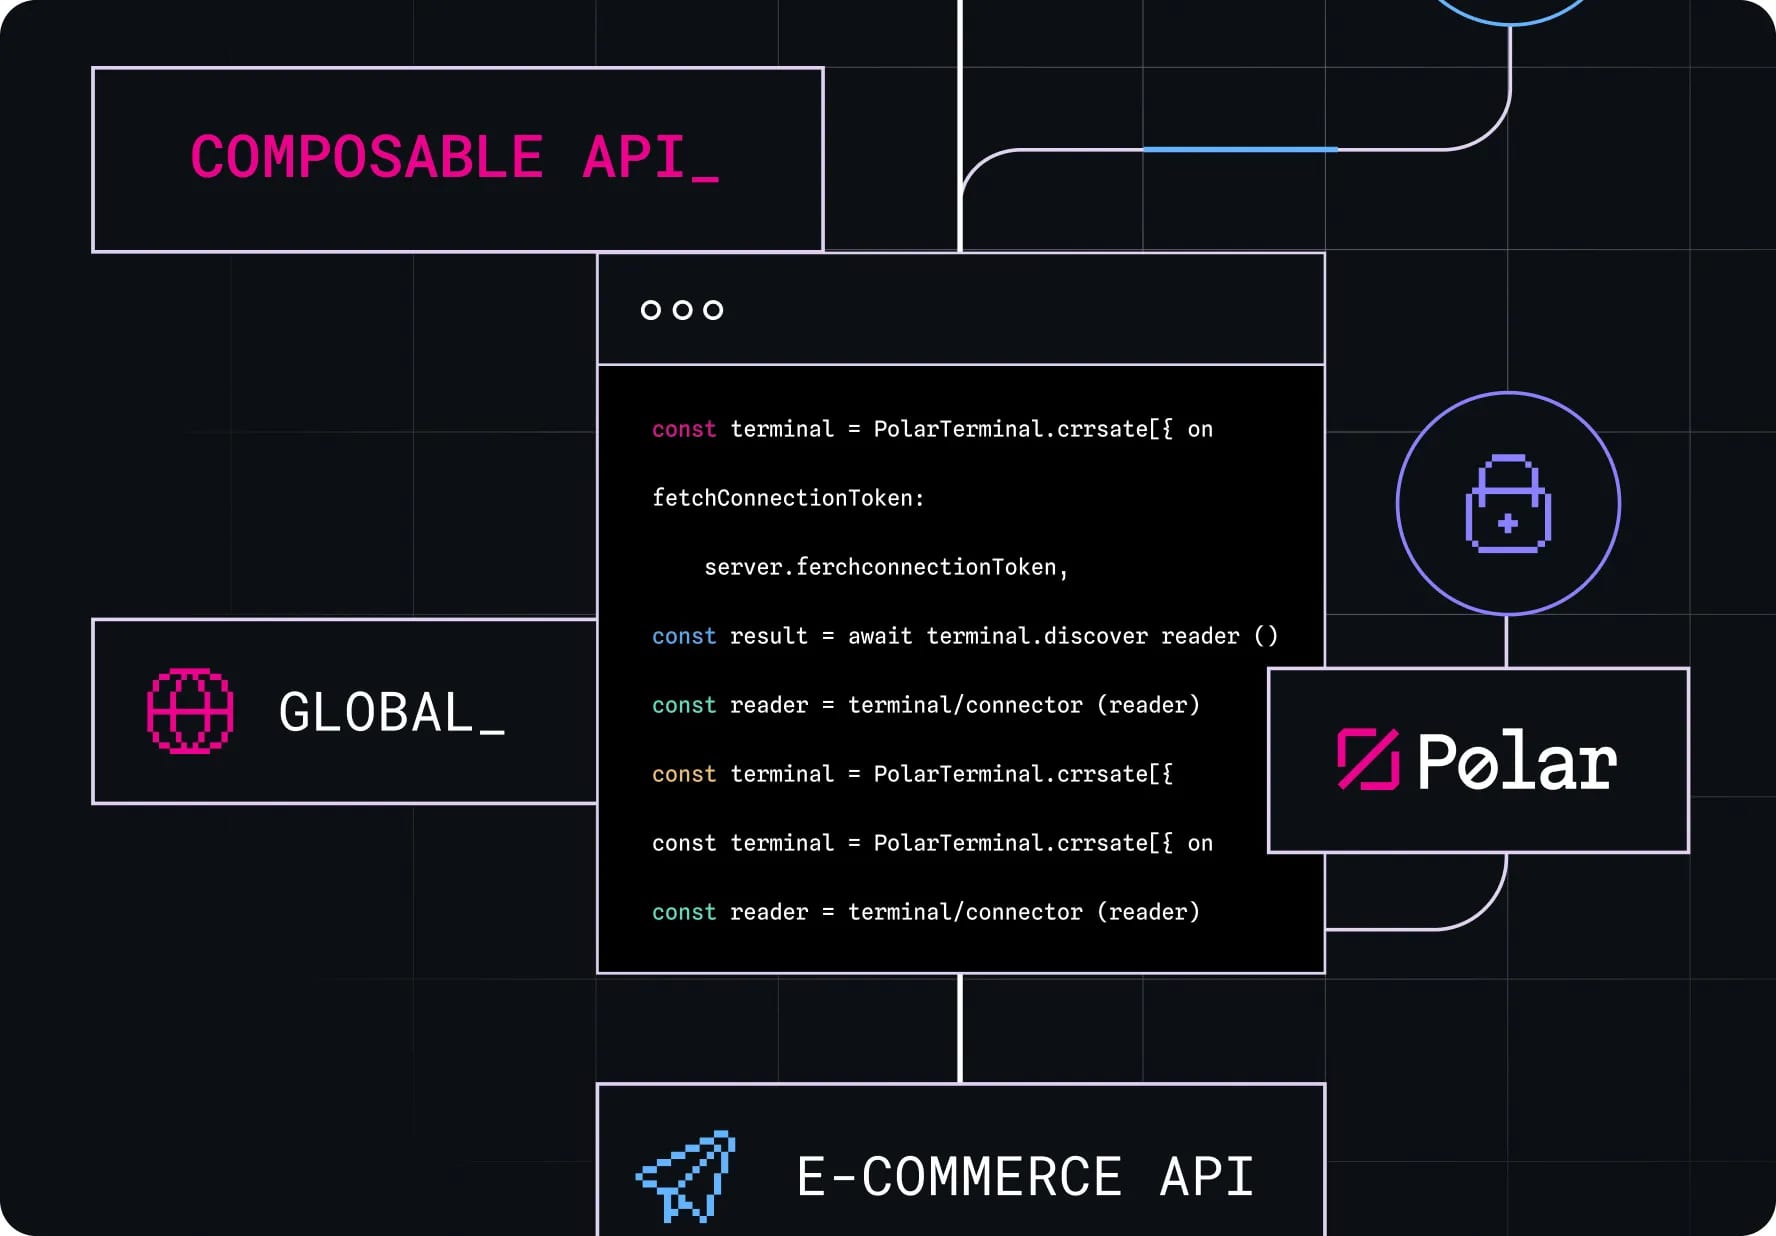 COMPOSABLE API_
const terminal = PolarTerminal.crrsate[{ on
fetchConnectionToken:
server.ferchconnectionToken,
const result = await terminal.discover reader ()
const reader = terminal/connector (reader)
const terminal = PolarTerminal.crrsate[{
const terminal = PolarTerminal.crrsate[{ on
const reader = terminal/connector (reader)
GLOBAL_
Polar
E-COMMERCE API